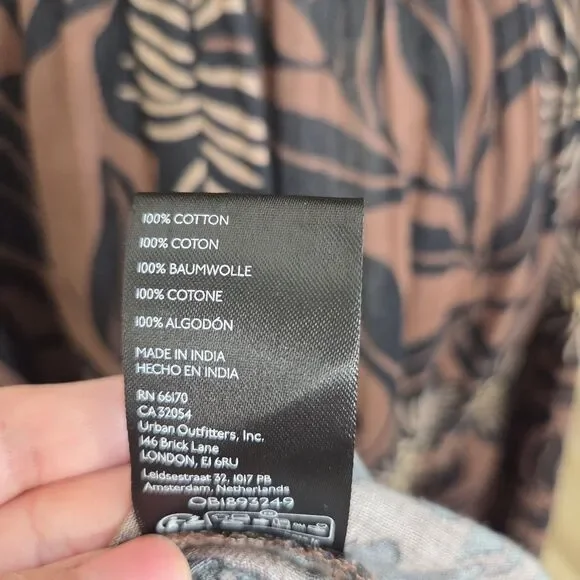 100% COTTON
100% COTON
100% BAUMWOLLE
100% COTONE
100% ALGODÓN
MADE IN INDIA
HECHO EN INDIA
RN 66170
CA 32054
Urban Outfitters, Inc.
146 Brick Lane
LONDON, E1 6RU
Leidsestraat 32, 1017 PB
Amsterdam, Netherlands
OB1893249